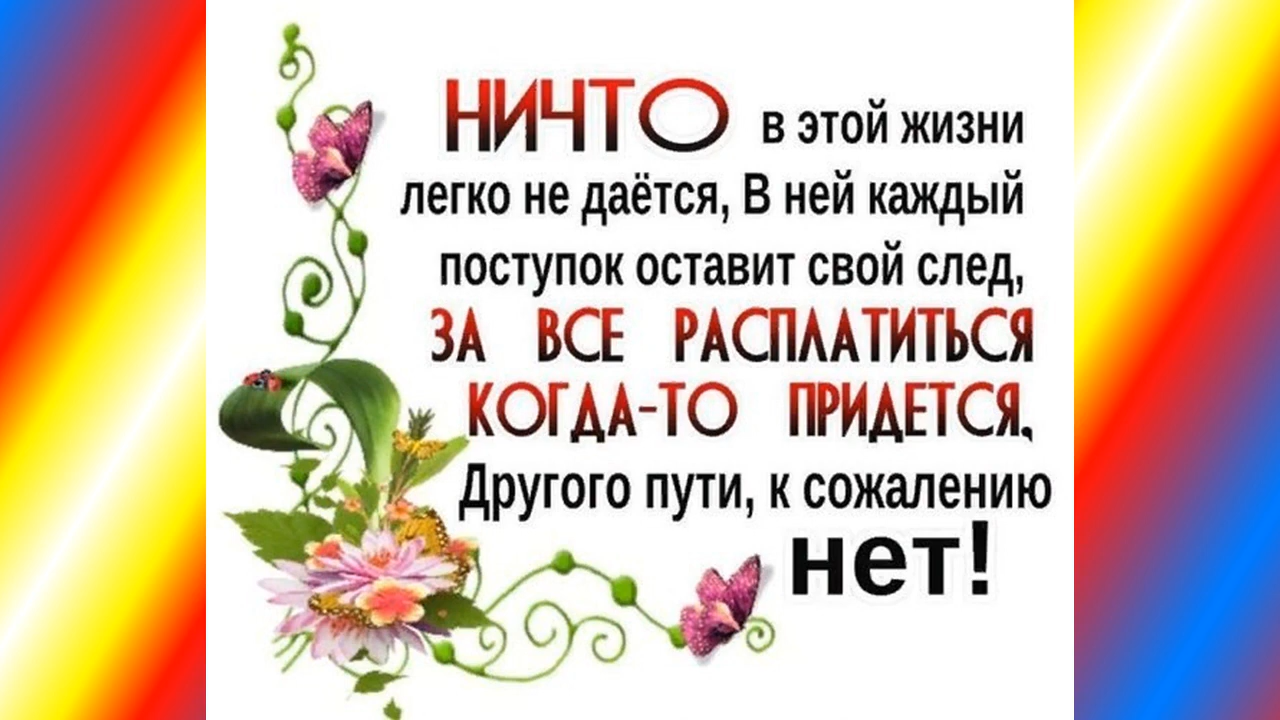 НИЧТО в этой жизни
легко не даётся, В ней каждый
поступок оставит свой след,
ЗА ВСЕ РАСПЛАТИТЬСЯ
КОГДА-ТО ПРИДЕТСЯ,
Другого пути, к сожалению
нет!